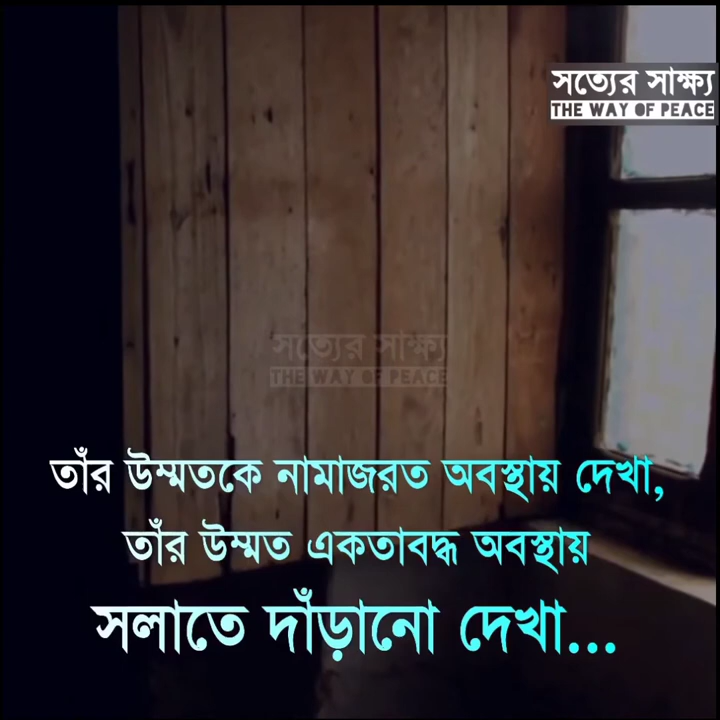 সত্যের সাক্ষ্য
THE WAY OF PEACE
সত্যের সাক্ষ্য
THE WAY OF PEACE
তাঁর উম্মতকে নামাজরত অবস্থায় দেখা,
তাঁর উম্মত একতাবদ্ধ অবস্থায়
সলাতে দাঁড়ানো দেখা...